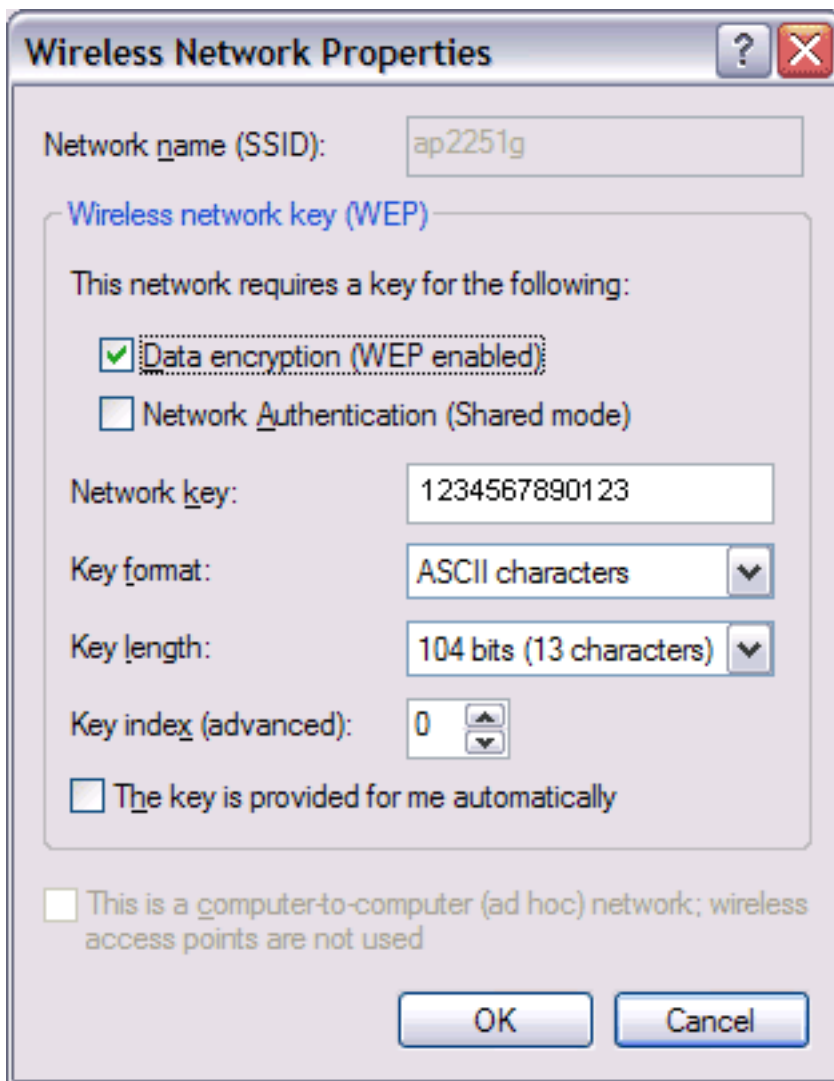 Wireless Network Properties
Network name (SSID): ap2251g
Wireless network key (WEP)
This network requires a key for the following:
Data encryption (WEP enabled)
Network Authentication (Shared mode)
Network key: 1234567890123
Key format: ASCII characters
Key length: 104 bits (13 characters)
Key index (advanced): 0
The key is provided for me automatically
This is a computer-to-computer (ad hoc) network; wireless
access points are not used
OK Cancel